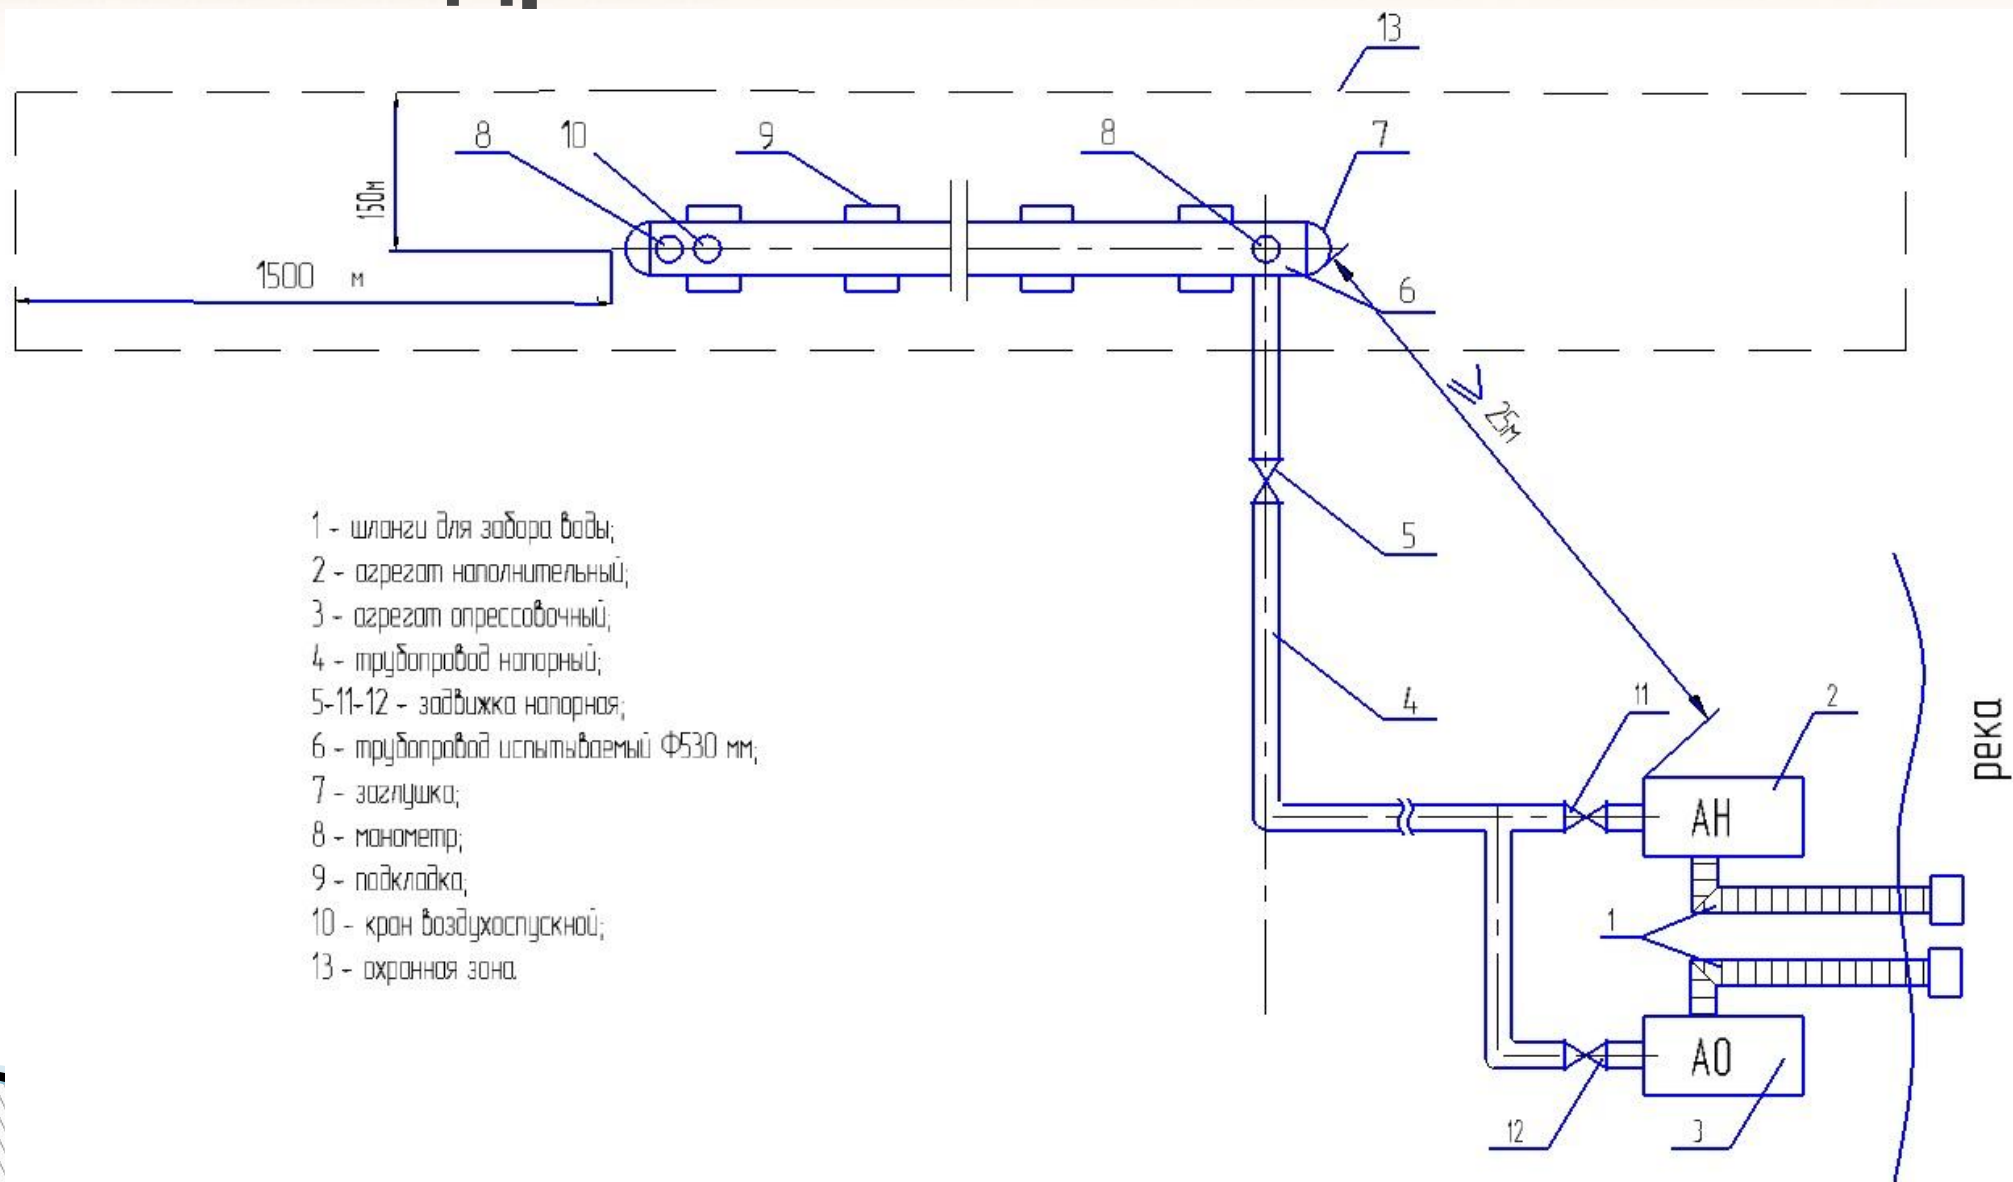 13
8
10
9
8
7
150м
1500 м
6
≥ 25м
1 - шланги для забора воды;
2 - агрегат наполнительный;
3 - агрегат опрессовочный;
4 - трубопровод напорный;
5-11-12 - задвижка напорная;
6 - трубопровод испытываемый Ф530 мм;
7 - заглушка;
8 - манометр;
9 - подкладка;
10 - кран воздухоспускной;
13 - охранная зона
5
4
11
2
река
АН
1
АО
12
3